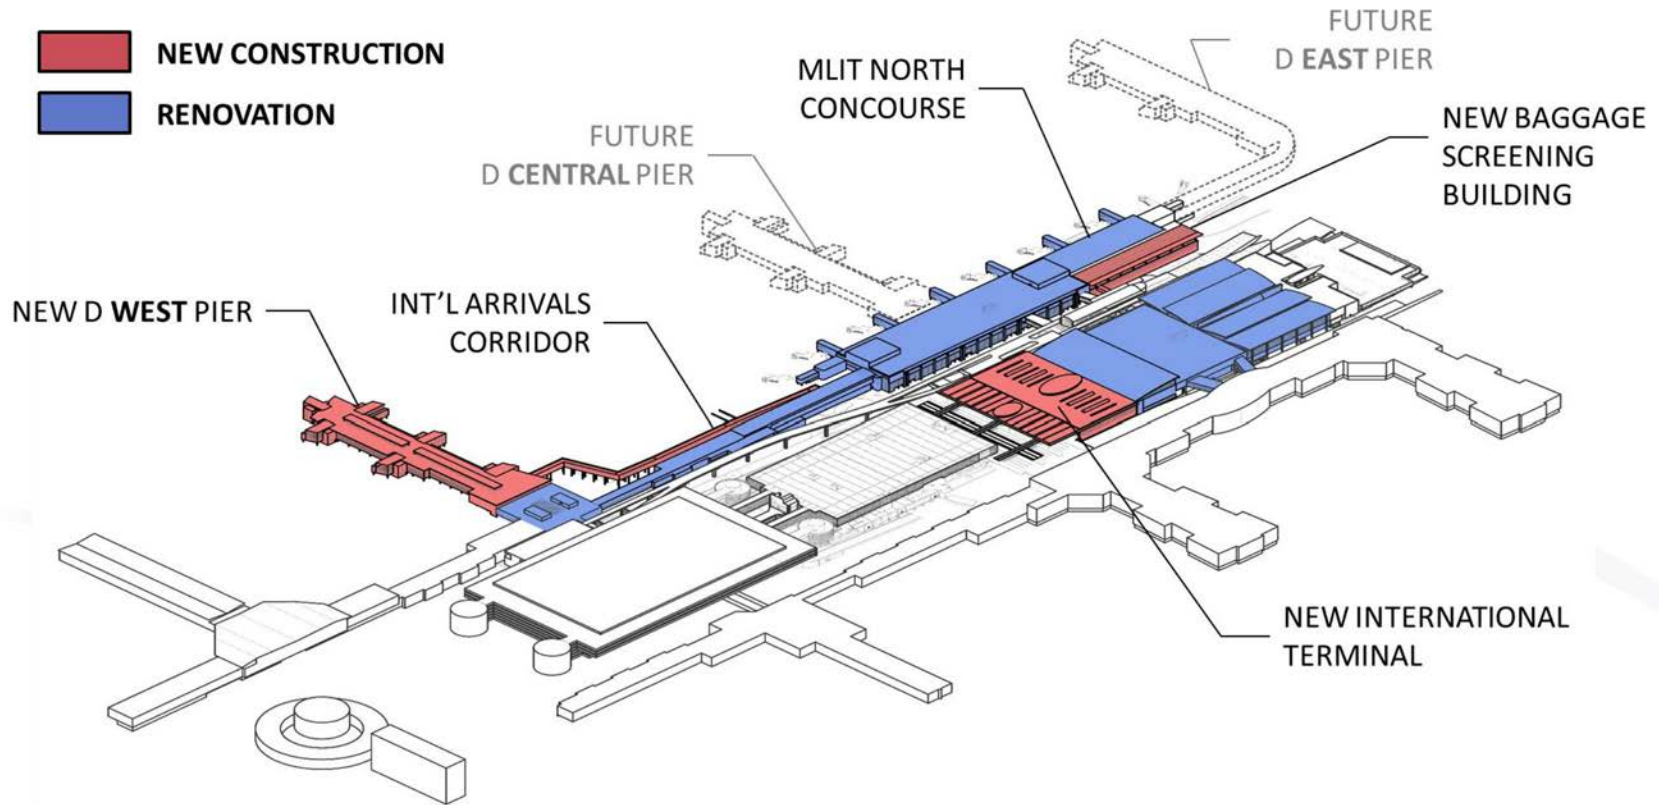 NEW CONSTRUCTION
RENOVATION
FUTURE
D EAST PIER
MLIT NORTH
CONCOURSE
NEW BAGGAGE
SCREENING
BUILDING
FUTURE
D CENTRAL PIER
NEW D WEST PIER
INT'L ARRIVALS
CORRIDOR
NEW INTERNATIONAL
TERMINAL